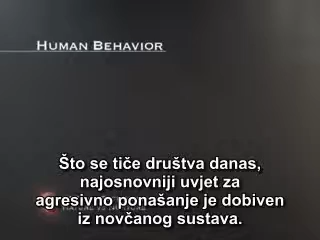 Human Behavior
Što se tiče društva danas,
najosnovniji uvjet za
agresivno ponašanje je dobiven
iz novčanog sustava.